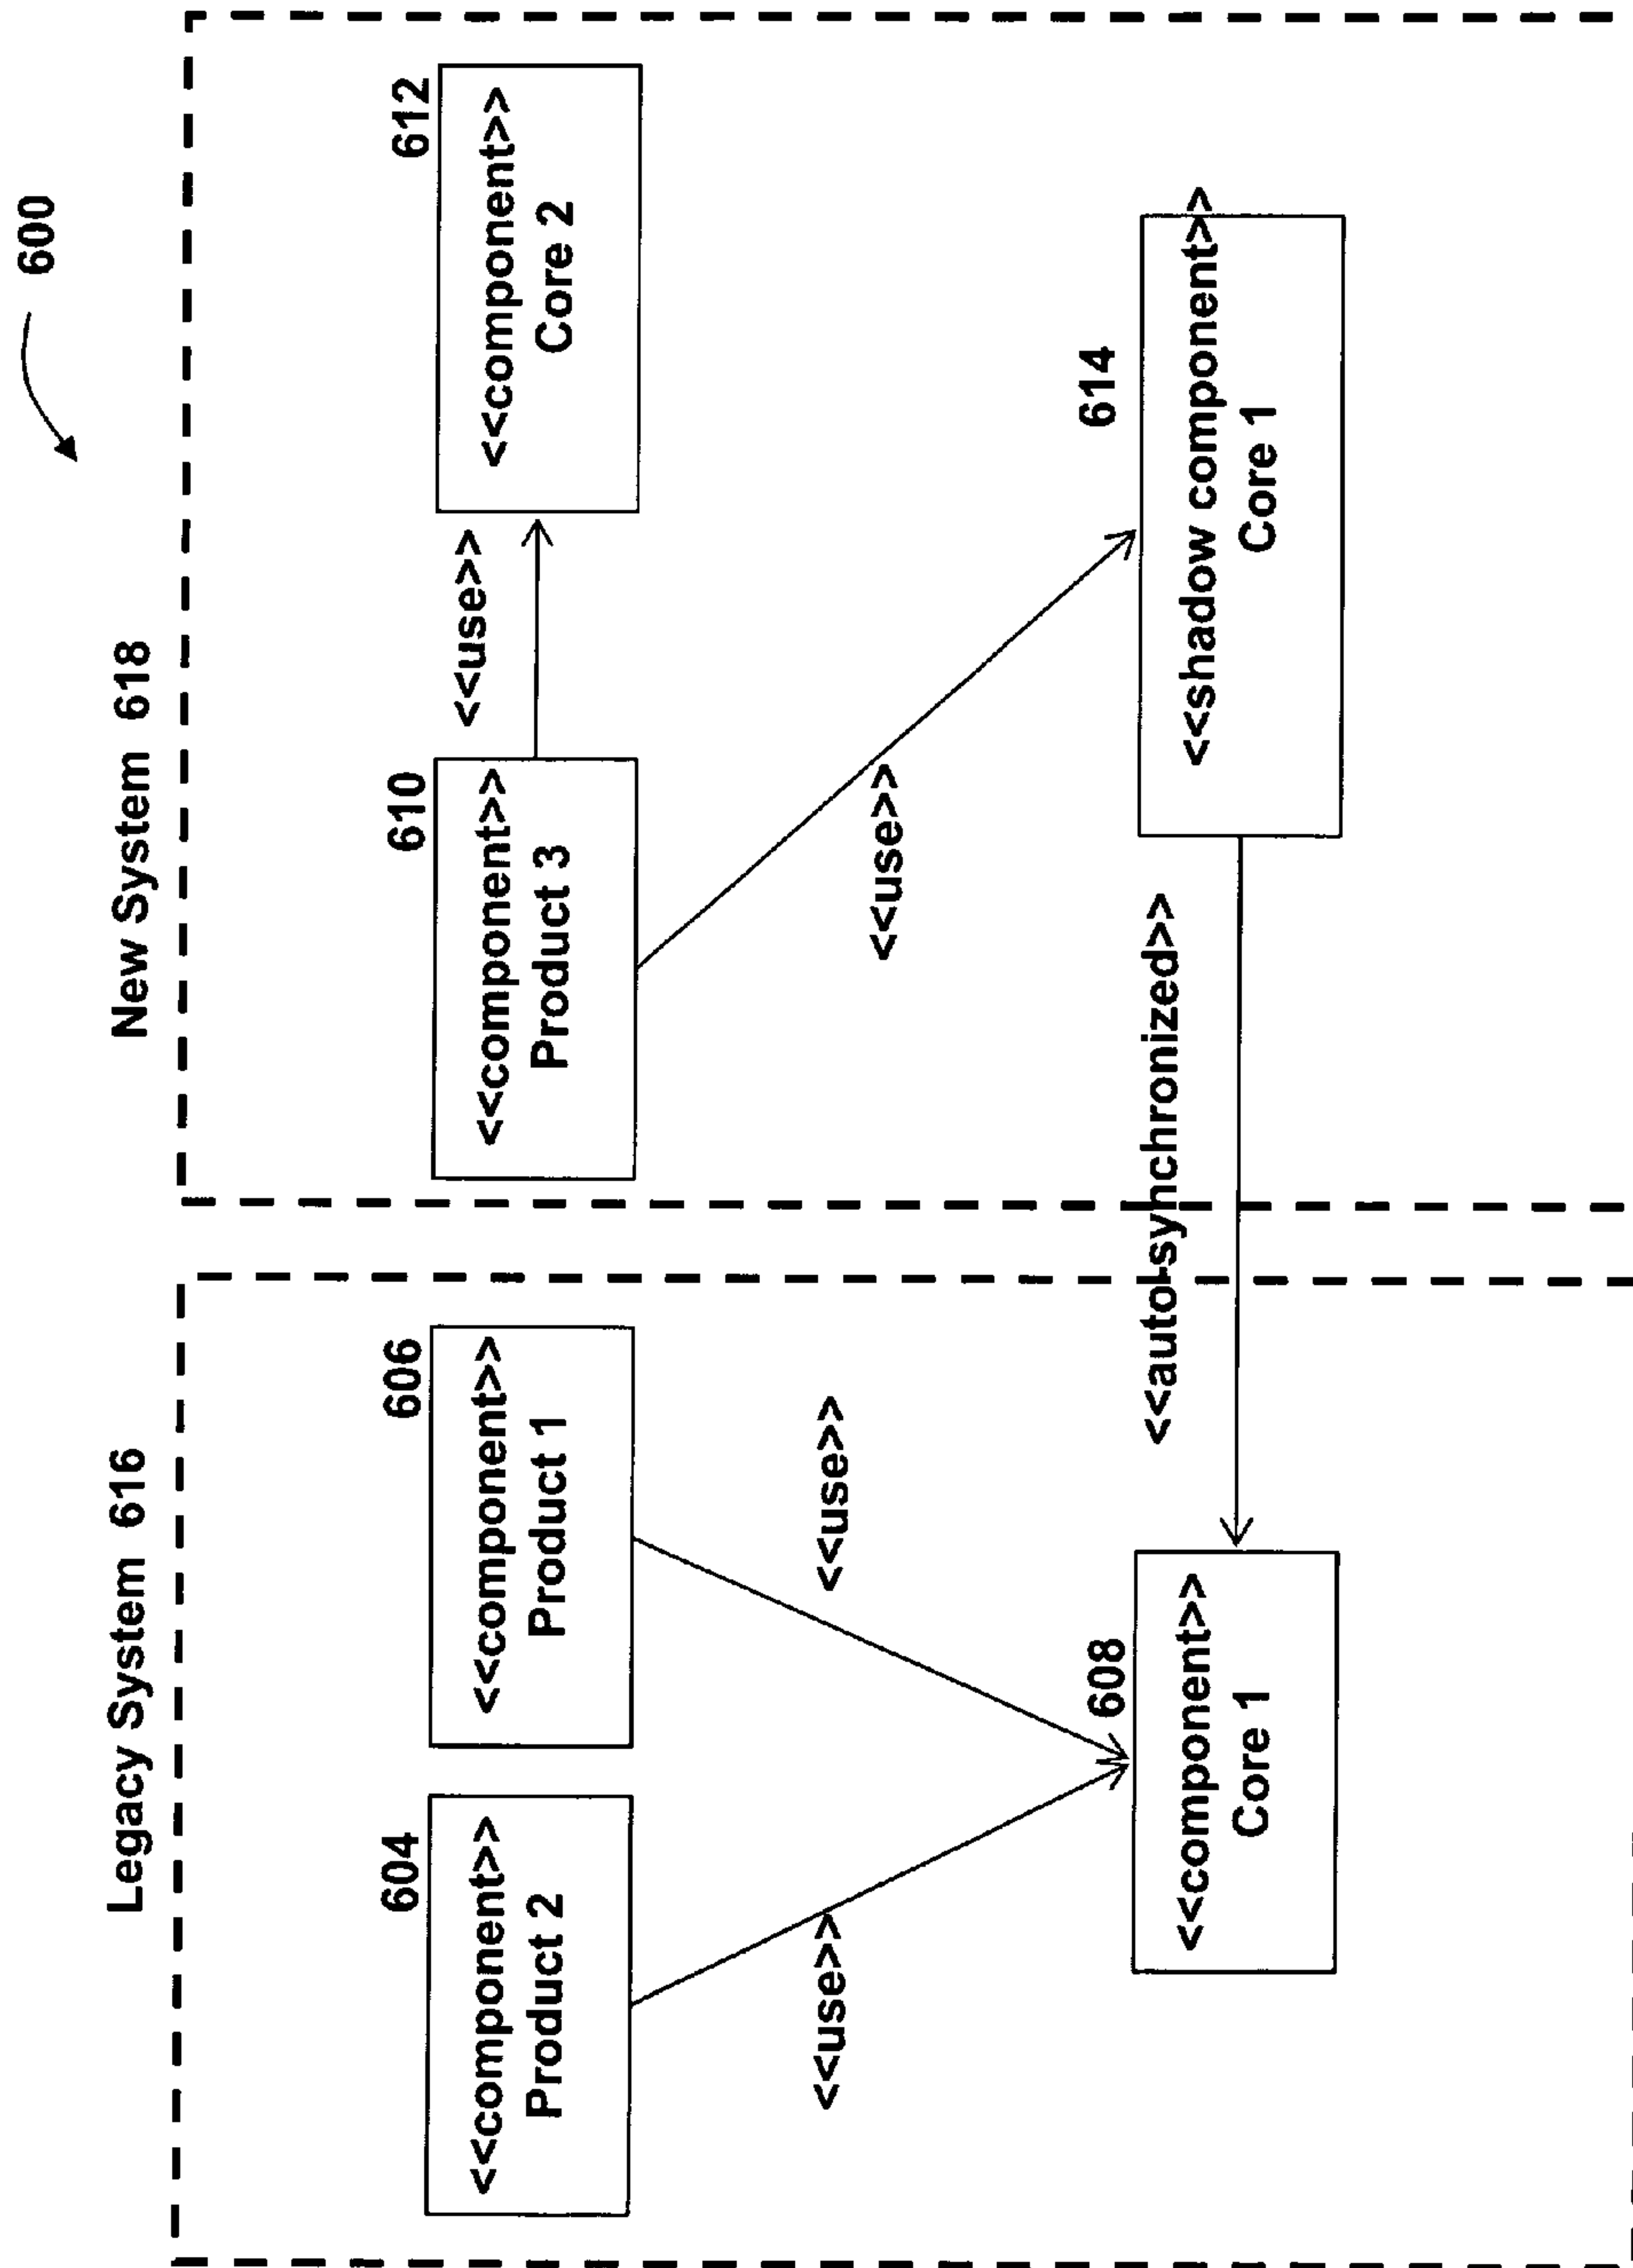 600
Legacy System 616
New System 618
604
<<component>>
Product 2
606
<<component>>
Product 1
610
<<component>>
Product 3
<<use>>
612
<<component>>
Core 2
<<use>>
<<use>>
<<use>>
608
<<component>>
Core 1
<<auto-synchronized>>
614
<<shadow component>>
Core 1